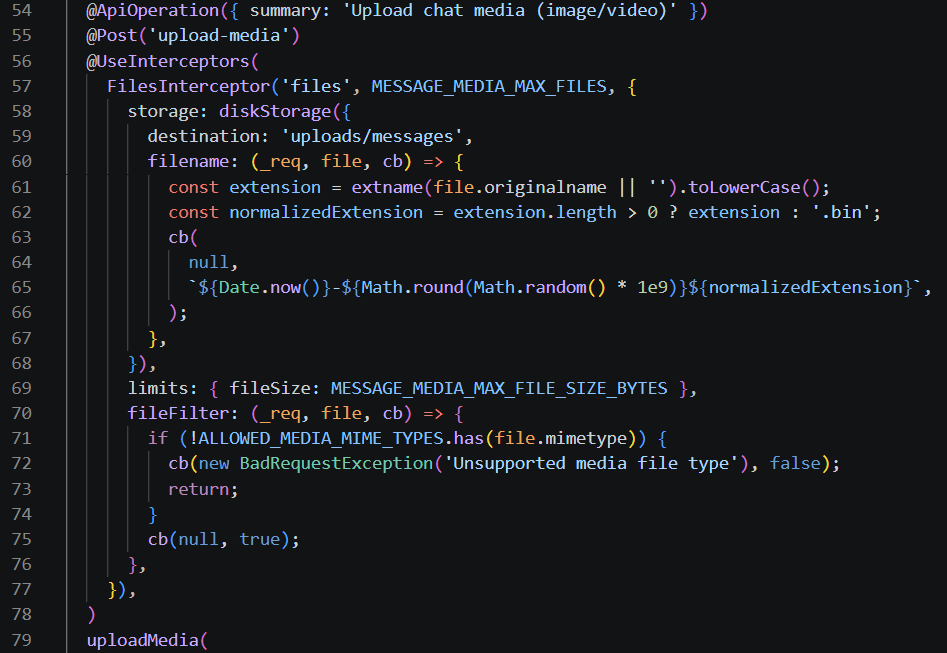 54 @ApiOperation({ summary: 'Upload chat media (image/video)' })
55 @Post('upload-media')
56 @UseInterceptors(
57 FilesInterceptor('files', MESSAGE_MEDIA_MAX_FILES, {
58 storage: diskStorage({
59 destination: 'uploads/messages',
60 filename: (_req, file, cb) => {
61 const extension = extname(file.originalname || '').toLowerCase();
62 const normalizedExtension = extension.length > 0 ? extension : '.bin';
63 cb(
64 null,
65 `${Date.now()}-${Math.round(Math.random() * 1e9)}${normalizedExtension}`,
66 );
67 },
68 }),
69 limits: { fileSize: MESSAGE_MEDIA_MAX_FILE_SIZE_BYTES },
70 fileFilter: (_req, file, cb) => {
71 if (!ALLOWED_MEDIA_MIME_TYPES.has(file.mimetype)) {
72 cb(new BadRequestException('Unsupported media file type'), false);
73 return;
74 }
75 cb(null, true);
76 },
77 }),
78 )
79 uploadMedia(